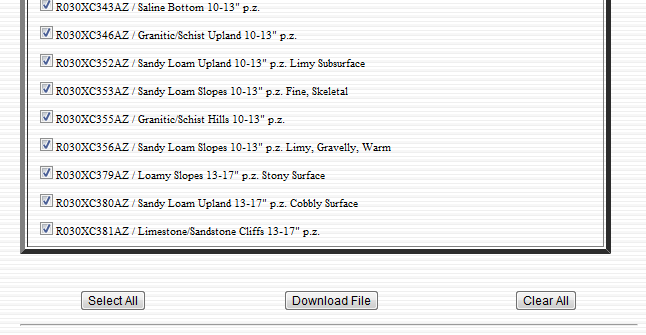 R030XC343AZ / Saline Bottom 10-13" p.z.
R030XC346AZ / Granitic/Schist Upland 10-13" p.z.
R030XC352AZ / Sandy Loam Upland 10-13" p.z. Limy Subsurface
R030XC353AZ / Sandy Loam Slopes 10-13" p.z. Fine, Skeletal
R030XC355AZ / Granitic/Schist Hills 10-13" p.z.
R030XC356AZ / Sandy Loam Slopes 10-13" p.z. Limy, Gravelly, Warm
R030XC379AZ / Loamy Slopes 13-17" p.z. Stony Surface
R030XC380AZ / Sandy Loam Upland 13-17" p.z. Cobbly Surface
R030XC381AZ / Limestone/Sandstone Cliffs 13-17" p.z.
Select All Download File Clear All